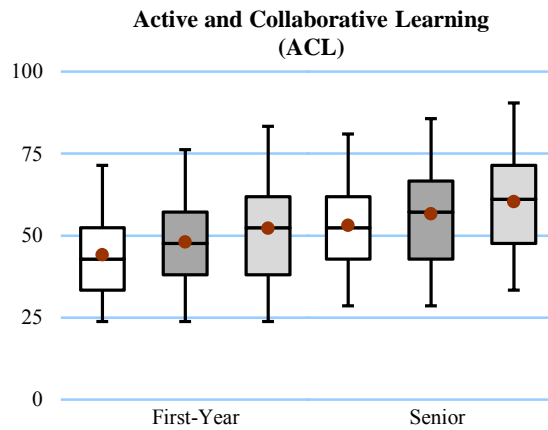 Active and Collaborative Learning
(ACL)
100
75
50
25
0
First-Year Senior